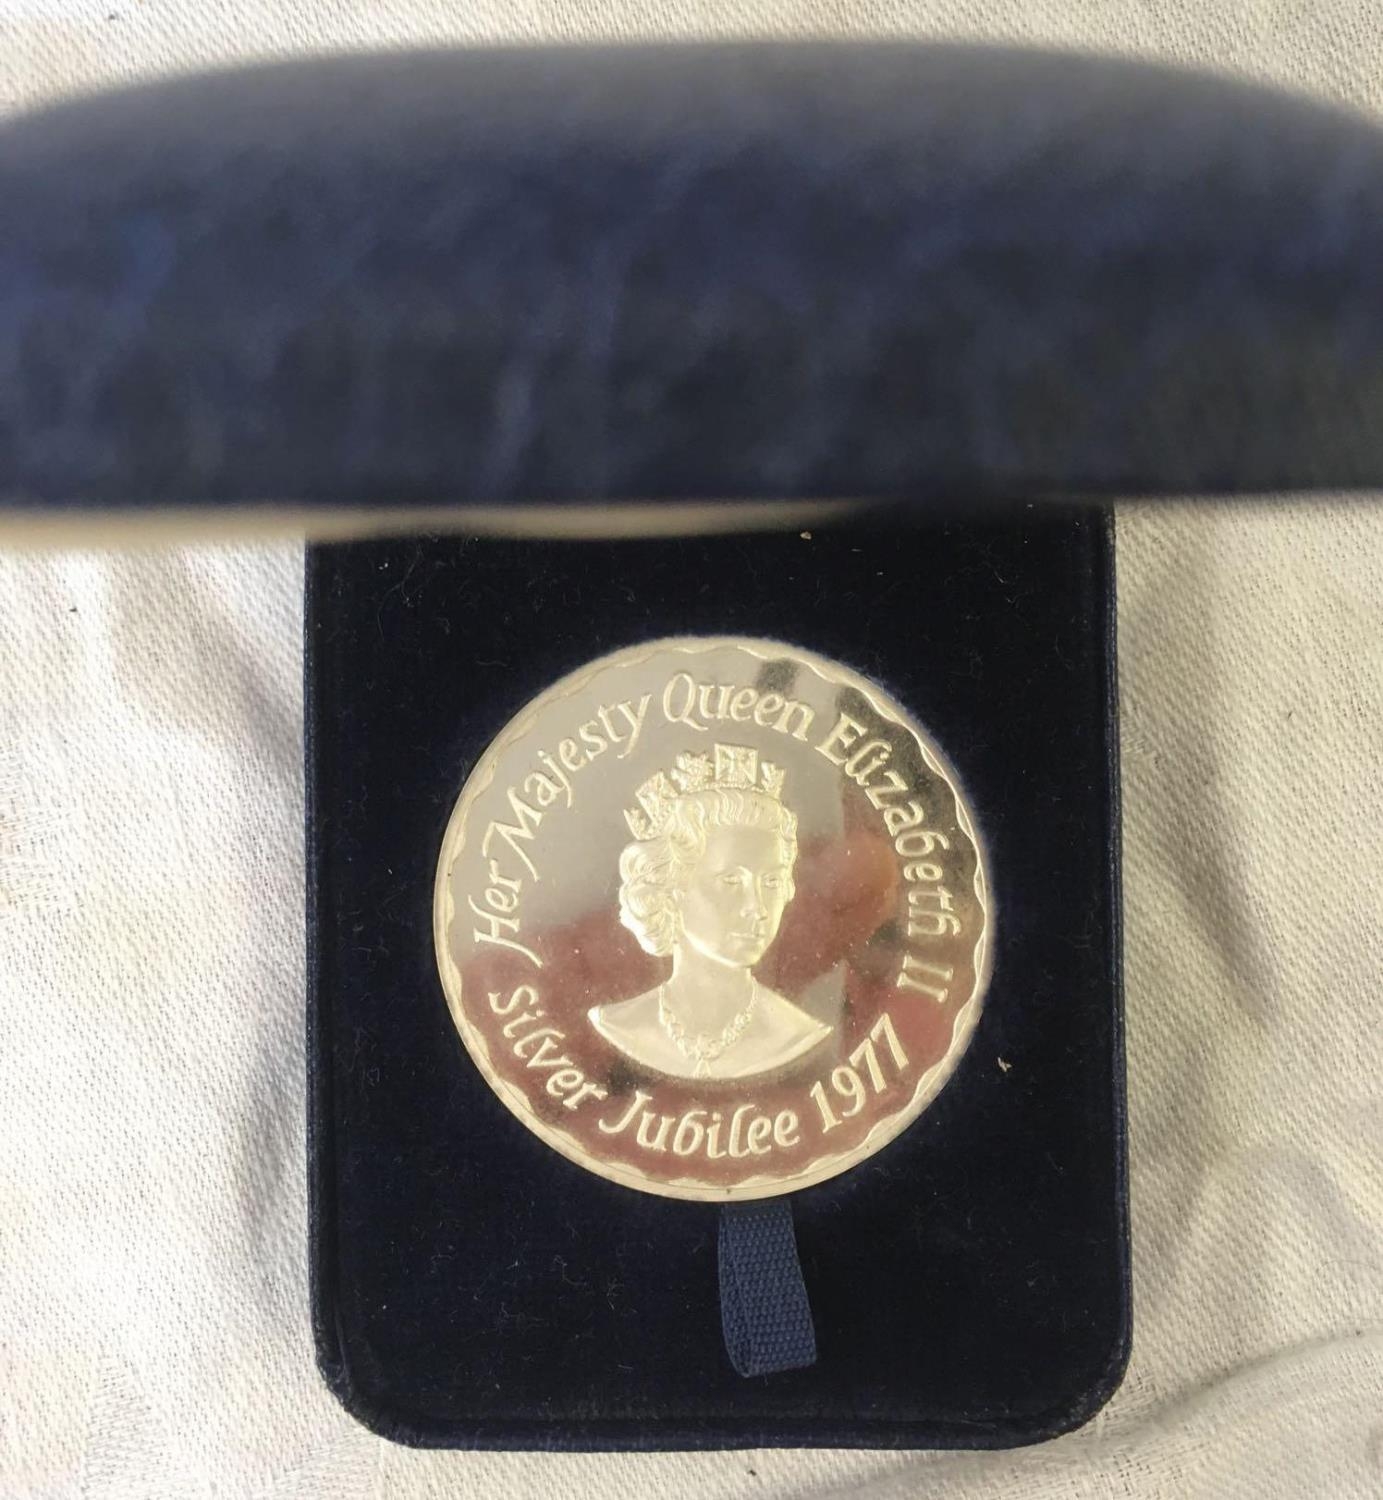 Her Majesty Queen Elizabeth II
Silver Jubilee 1977